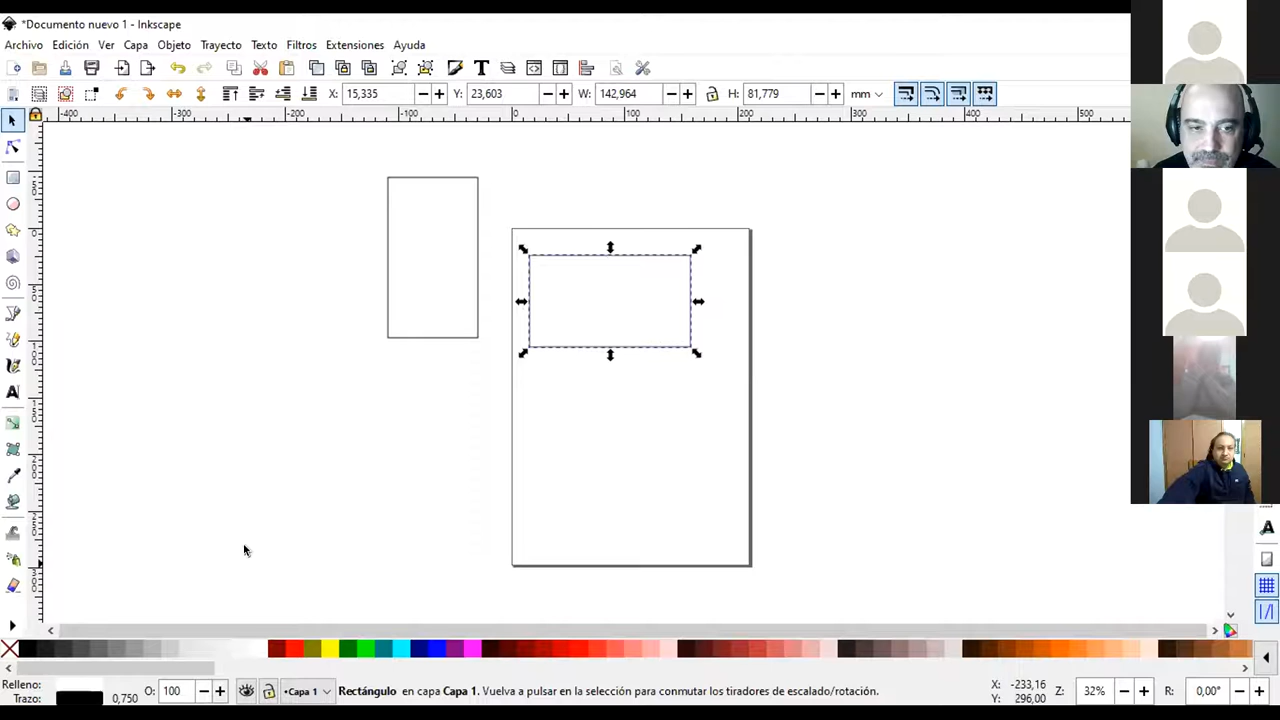 *Documento nuevo 1 - Inkscape
Archivo Edición Ver Capa Objeto Trayecto Texto Filtros Extensiones Ayuda
X: 15,335 Y: 23,603 W: 142,964 H: 81,779 mm
-400 -300 -200 -100 0 100 200 300 400 500
Relleno: O: 100 Capa 1 Rectángulo en capa Capa 1. Vuelva a pulsar en la selección para conmutar los tiradores de escalado/rotación. X: -233,16 Z: 32% R: 0,00°
Trazo: 0,750 Y: 296,00